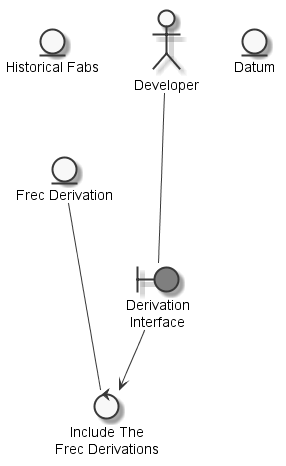 Historical Fabs
Developer
Datum
Frec Derivation
Derivation
Interface
Include The
Frec Derivations